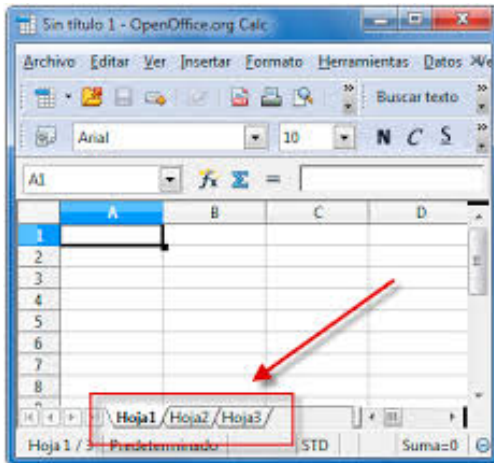 Sin título 1 - OpenOffice.org Calc
Archivo Editar Ver Insertar Formato Herramientas Datos
Buscar texto
Arial 10 N C S
A1 =
A B C D
1
2
3
4
5
6
7
8
Hoja1 Hoja2 Hoja3
Hoja 1 / 3 Predeterminado STD Suma=0